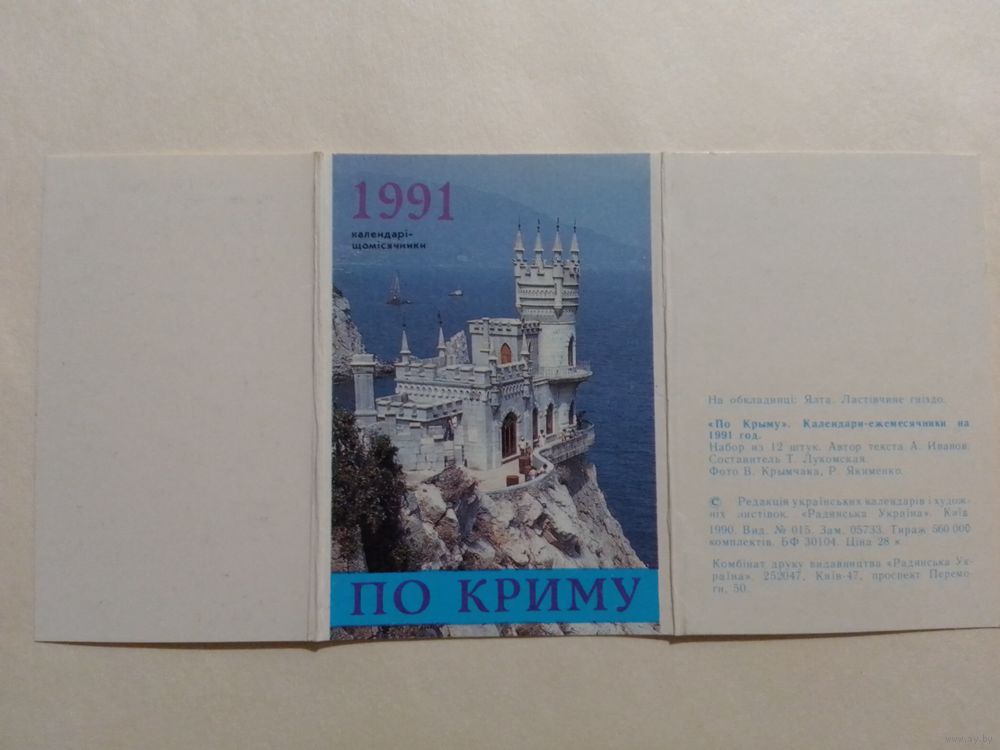 1991
календарі-
щомісячники
ПО КРИМУ
На обкладинці: Ялта. Ластівчине гніздо.
«По Крыму». Календари-ежемесячники на
1991 год.
Набор из 12 штук. Автор текста А. Иванов.
Составитель Т. Лукомская.
Фото В. Крымчака, Р. Якименко.
© Редакція українських календарів і худож-
ніх листівок. «Радянська Україна». Київ
1990. Вид. № 015. Зам. 05733. Тираж 560 000
комплектів. БФ 30104. Ціна 28 к.
Комбінат друку видавництва «Радянська Ук-
раїна». 252047, Київ-47, проспект Перемо-
ги, 50.
www.ay.by